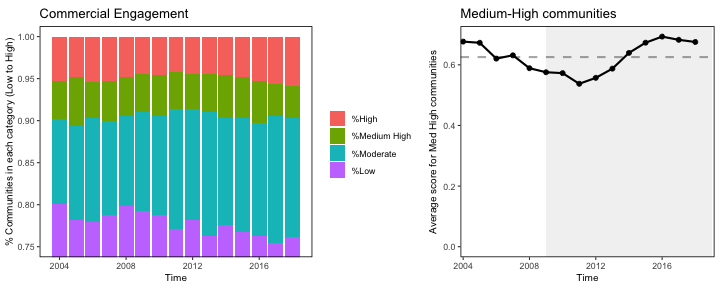 Commercial Engagement
% Communities in each category (Low to High)
1.00
0.95
0.90
0.85
0.80
0.75
2004
2008
2012
2016
Time
%High
%Medium High
%Moderate
%Low
Medium-High communities
Average score for Med High communities
0.6
0.4
0.2
0.0
2004
2008
2012
2016
Time